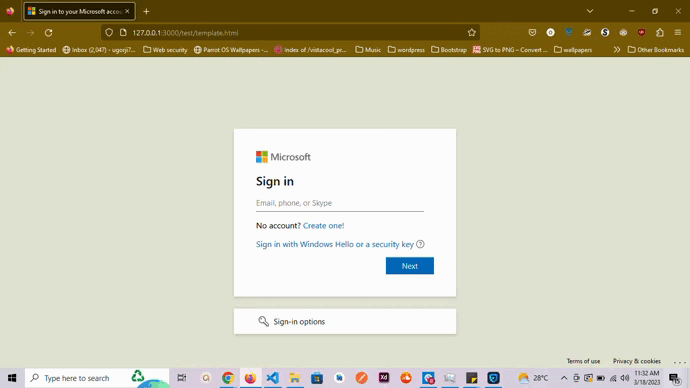 Sign in to your Microsoft accou
127.0.0.1:3000/test/template.html
Getting Started
Inbox (2,047) - ugorji7...
Web security
Parrot OS Wallpapers -...
Index of /vistacool_pc...
Music
wordpress
Bootstrap
SVG to PNG – Convert ...
wallpapers
Other Bookmarks
Microsoft
Sign in
Email, phone, or Skype
No account? Create one!
Sign in with Windows Hello or a security key
Next
Sign-in options
Terms of use
Privacy & cookies
...
Type here to search
28°C
11:32 AM
3/18/2023